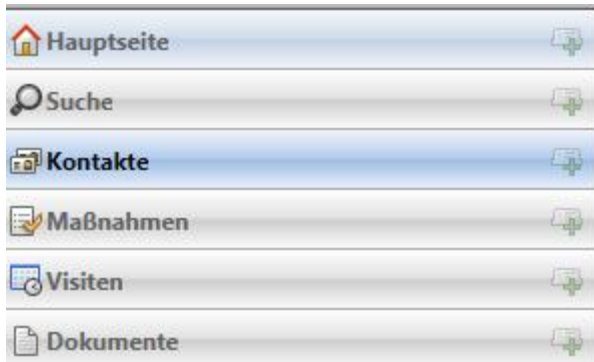 Hauptseite
Suche
Kontakte
Maßnahmen
Visiten
Dokumente